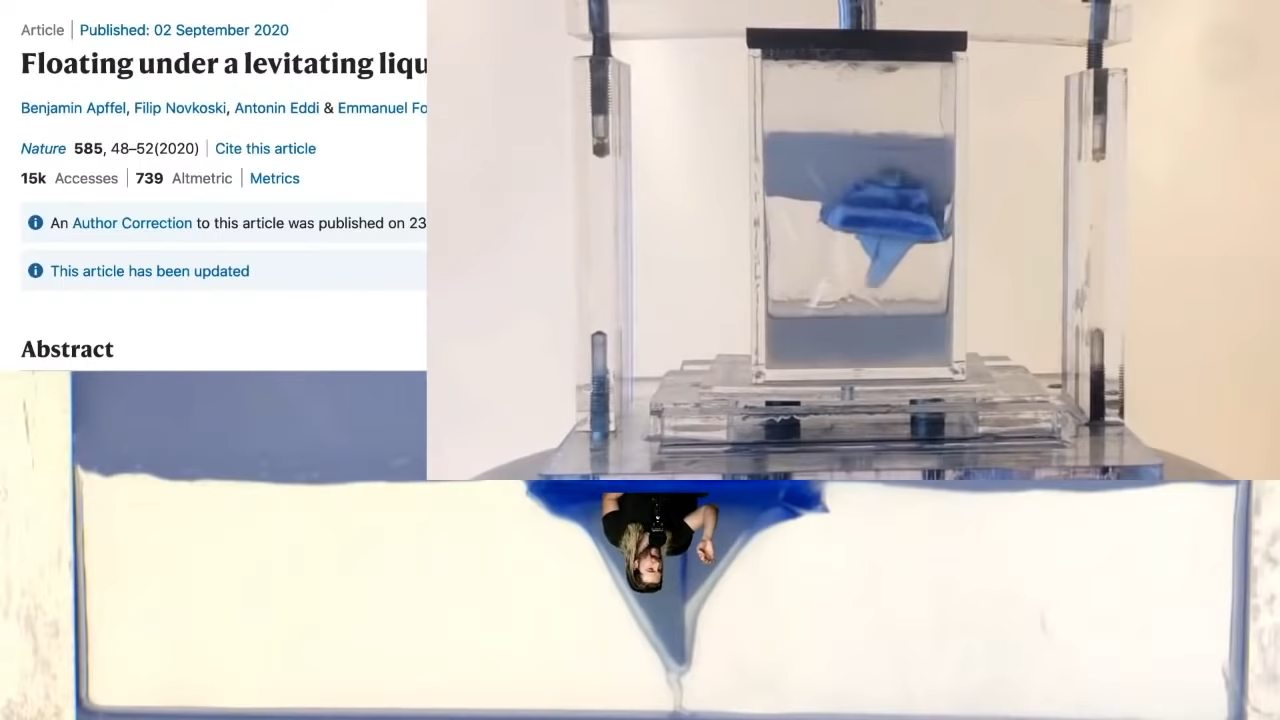 Article | Published: 02 September 2020
Floating under a levitating liqu
Benjamin Apffel, Filip Novkoski, Antonin Eddi & Emmanuel Fo
Nature 585, 48–52(2020) | Cite this article
15k Accesses | 739 Altmetric | Metrics
An Author Correction to this article was published on 23
This article has been updated
Abstract